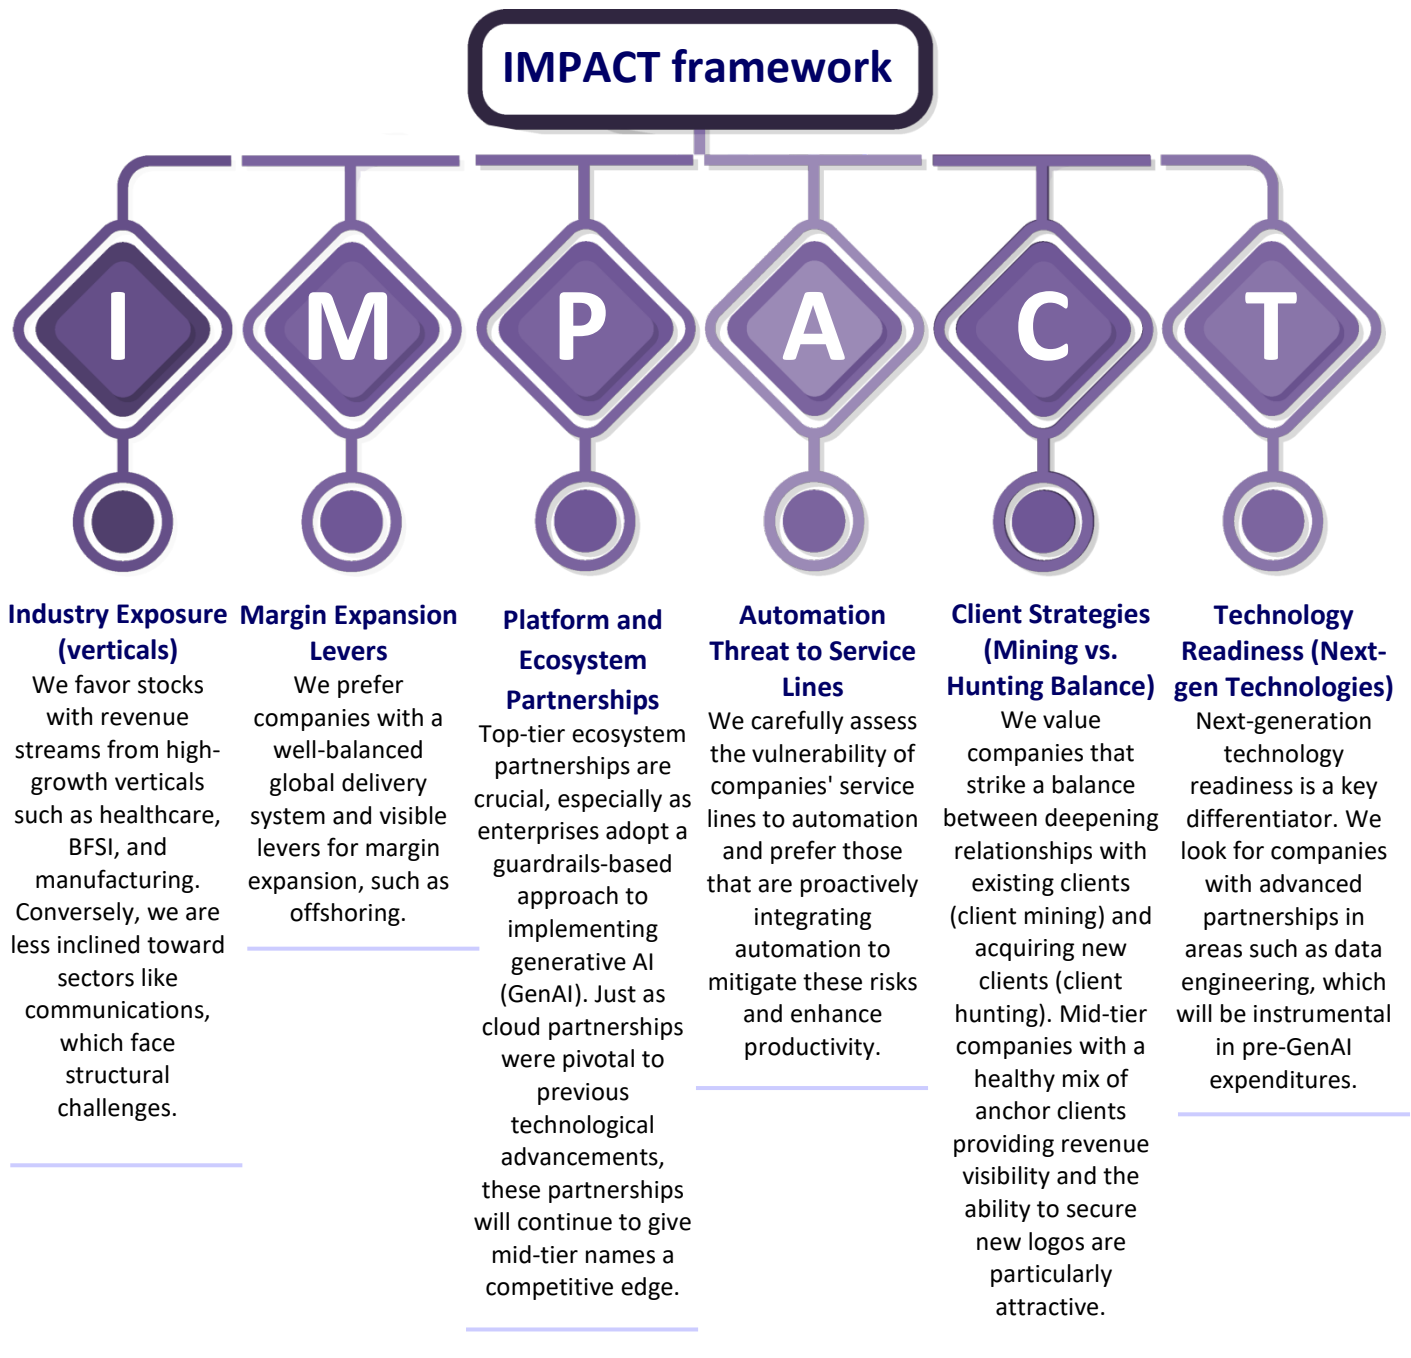 IMPACT framework
I
M
P
A
C
T
Industry Exposure
(verticals)
We favor stocks
with revenue
streams from high-
growth verticals
such as healthcare,
BFSI, and
manufacturing.
Conversely, we are
less inclined toward
sectors like
communications,
which face
structural
challenges.
Margin Expansion
Levers
We prefer
companies with a
well-balanced
global delivery
system and visible
levers for margin
expansion, such as
offshoring.
Platform and
Ecosystem
Partnerships
Top-tier ecosystem
partnerships are
crucial, especially as
enterprises adopt a
guardrails-based
approach to
implementing
generative AI
(GenAI). Just as
cloud partnerships
were pivotal to
previous
technological
advancements,
these partnerships
will continue to give
mid-tier names a
competitive edge.
Automation
Threat to Service
Lines
We carefully assess
the vulnerability of
companies' service
lines to automation
and prefer those
that are proactively
integrating
automation to
mitigate these risks
and enhance
productivity.
Client Strategies
(Mining vs.
Hunting Balance)
We value
companies that
strike a balance
between deepening
relationships with
existing clients
(client mining) and
acquiring new
clients (client
hunting). Mid-tier
companies with a
healthy mix of
anchor clients
providing revenue
visibility and the
ability to secure
new logos are
particularly
attractive.
Technology
Readiness (Next-
gen Technologies)
Next-generation
technology
readiness is a key
differentiator. We
look for companies
with advanced
partnerships in
areas such as data
engineering, which
will be instrumental
in pre-GenAI
expenditures.